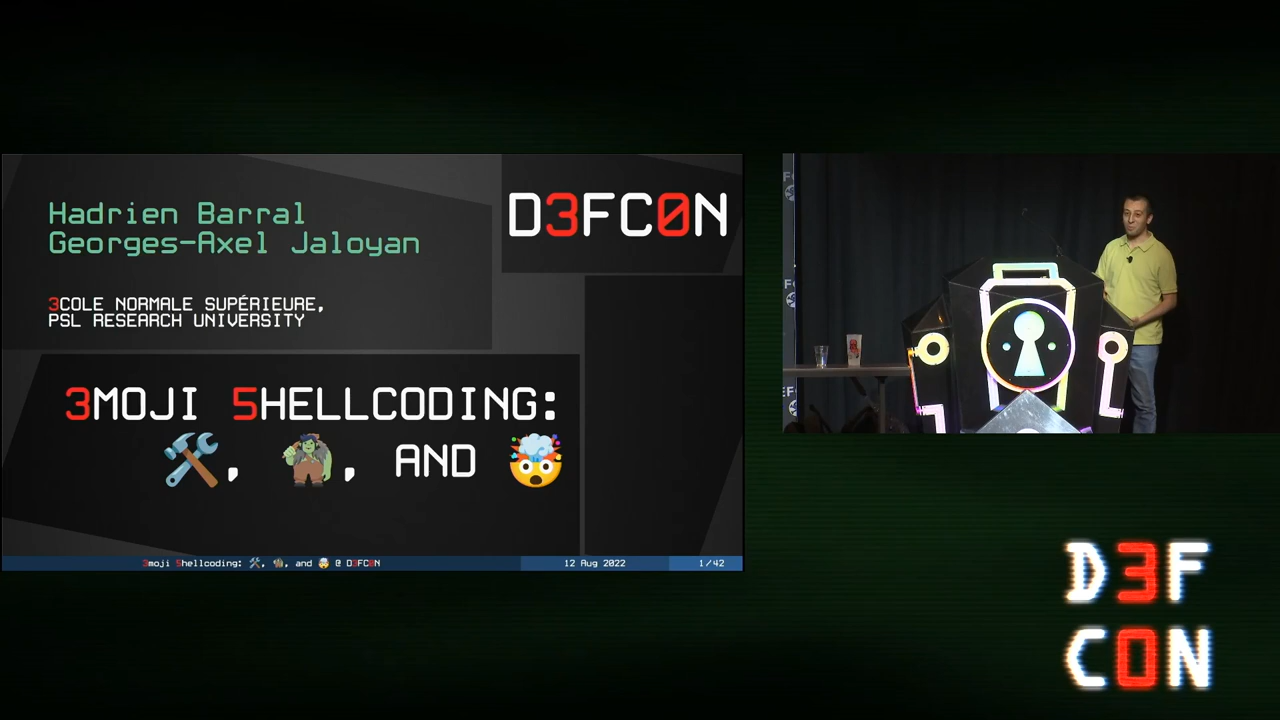 Hadrien Barral
Georges-Axel Jaloyan
D3FC0N
3COLE NORMALE SUPÉRIEURE,
PSL RESEARCH UNIVERSITY
3MOJI 5HELLCODING:
🛠️, 🧌, AND 🤯
3moji 5hellcoding: 🛠️, 🧌, and 🤯 @ D3FC0N
12 Aug 2022
1/42
D3F
C0N